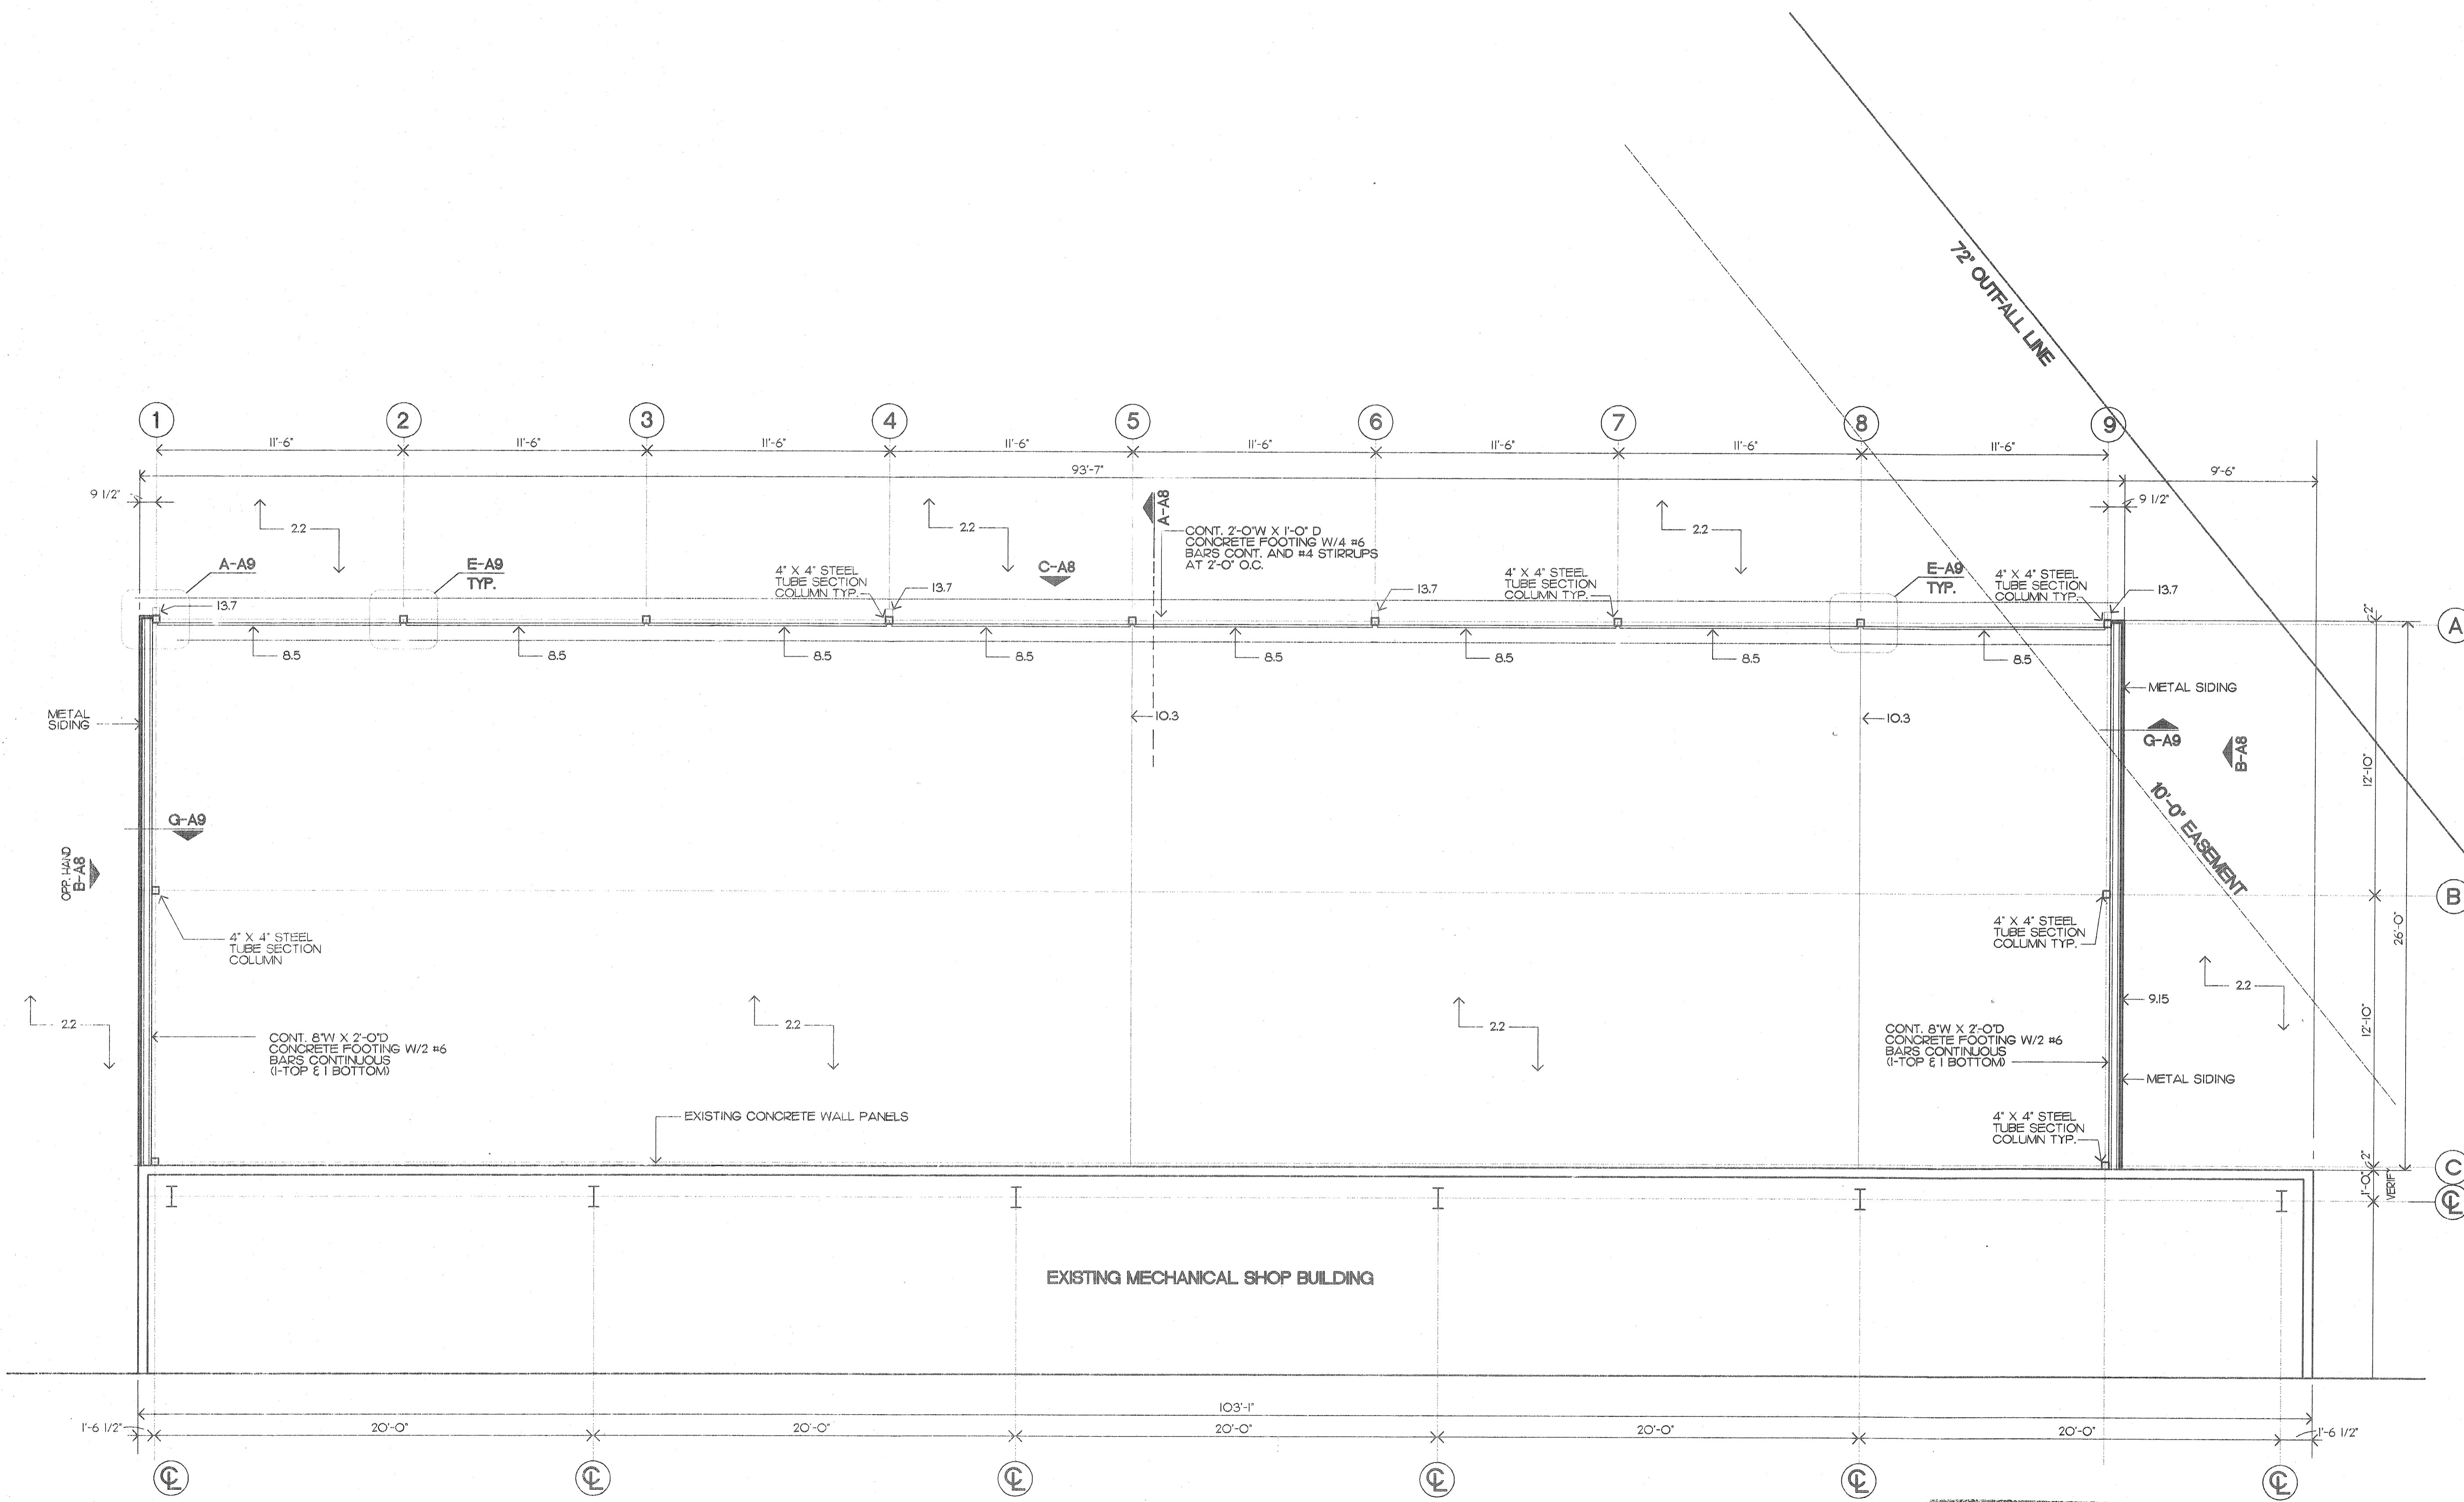 72" OUTFALL LINE
1
2
3
4
5
6
7
8
9
11'-6"
11'-6"
11'-6"
11'-6"
11'-6"
11'-6"
11'-6"
11'-6"
93'-7"
9'-6"
9 1/2"
9 1/2"
2.2
2.2
2.2
A-A8
CONT. 2'-0"W X 1'-0" D
CONCRETE FOOTING W/4 #6
BARS CONT. AND #4 STIRRUPS
AT 2'-0" O.C.
A-A9
E-A9
TYP.
4" X 4" STEEL
TUBE SECTION
COLUMN TYP.
13.7
C-A8
13.7
13.7
4" X 4" STEEL
TUBE SECTION
COLUMN TYP.
E-A9
TYP.
4" X 4" STEEL
TUBE SECTION
COLUMN TYP.
13.7
2"
A
8.5
8.5
8.5
8.5
8.5
8.5
8.5
8.5
METAL
SIDING
10.3
10.3
METAL SIDING
G-A9
B-A8
12'-10"
10'-0" EASEMENT
G-A9
OPP. HAND
B-A8
B
4" X 4" STEEL
TUBE SECTION
COLUMN
4" X 4" STEEL
TUBE SECTION
COLUMN TYP.
26'-0"
2.2
2.2
2.2
2.2
9.15
12'-10"
CONT. 8"W X 2'-0"D
CONCRETE FOOTING W/2 #6
BARS CONTINUOUS
(1-TOP & 1 BOTTOM)
CONT. 8"W X 2'-0"D
CONCRETE FOOTING W/2 #6
BARS CONTINUOUS
(1-TOP & 1 BOTTOM)
METAL SIDING
EXISTING CONCRETE WALL PANELS
4" X 4" STEEL
TUBE SECTION
COLUMN TYP.
2"
C
1'-0"
VERIFY
℄
EXISTING MECHANICAL SHOP BUILDING
103'-1"
1'-6 1/2"
20'-0"
20'-0"
20'-0"
20'-0"
20'-0"
1'-6 1/2"
℄
℄
℄
℄
℄
℄